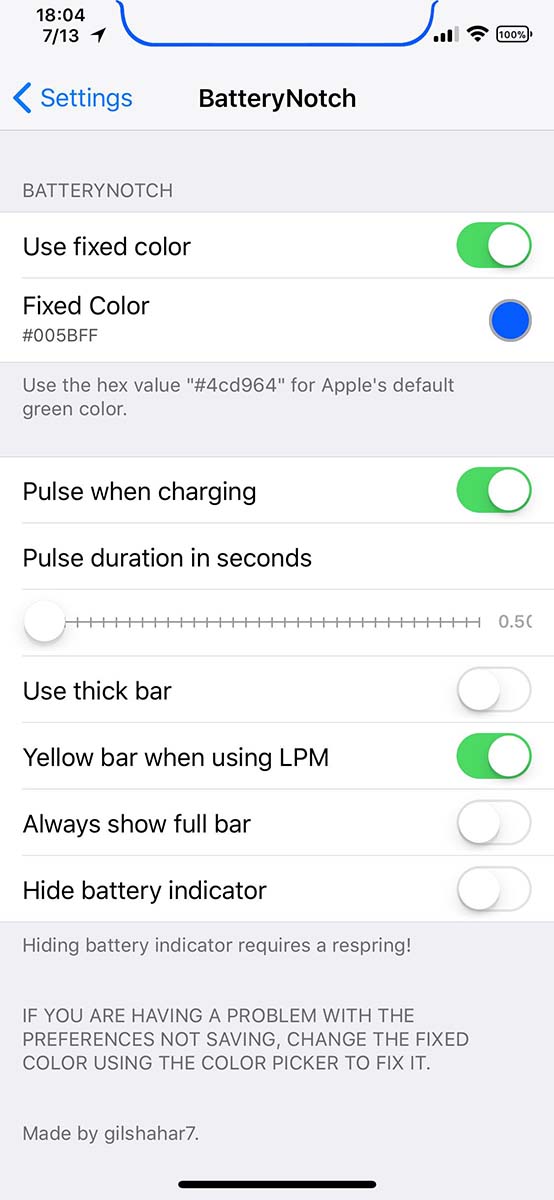 18:04
7/13
100%
Settings
BatteryNotch
BATTERYNOTCH
Use fixed color
Fixed Color
#005BFF
Use the hex value "#4cd964" for Apple's default
green color.
Pulse when charging
Pulse duration in seconds
0.50
Use thick bar
Yellow bar when using LPM
Always show full bar
Hide battery indicator
Hiding battery indicator requires a respring!
IF YOU ARE HAVING A PROBLEM WITH THE
PREFERENCES NOT SAVING, CHANGE THE FIXED
COLOR USING THE COLOR PICKER TO FIX IT.
Made by gilshahar7.